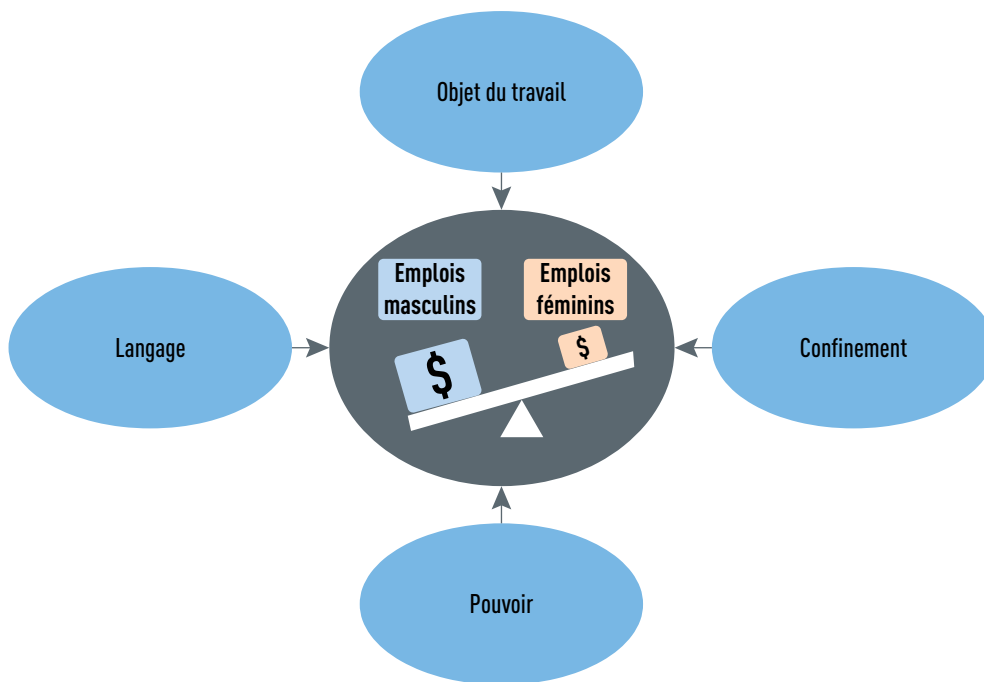 Objet du travail
Emplois
masculins
Emplois
féminins
$
$
Langage
Confinement
Pouvoir